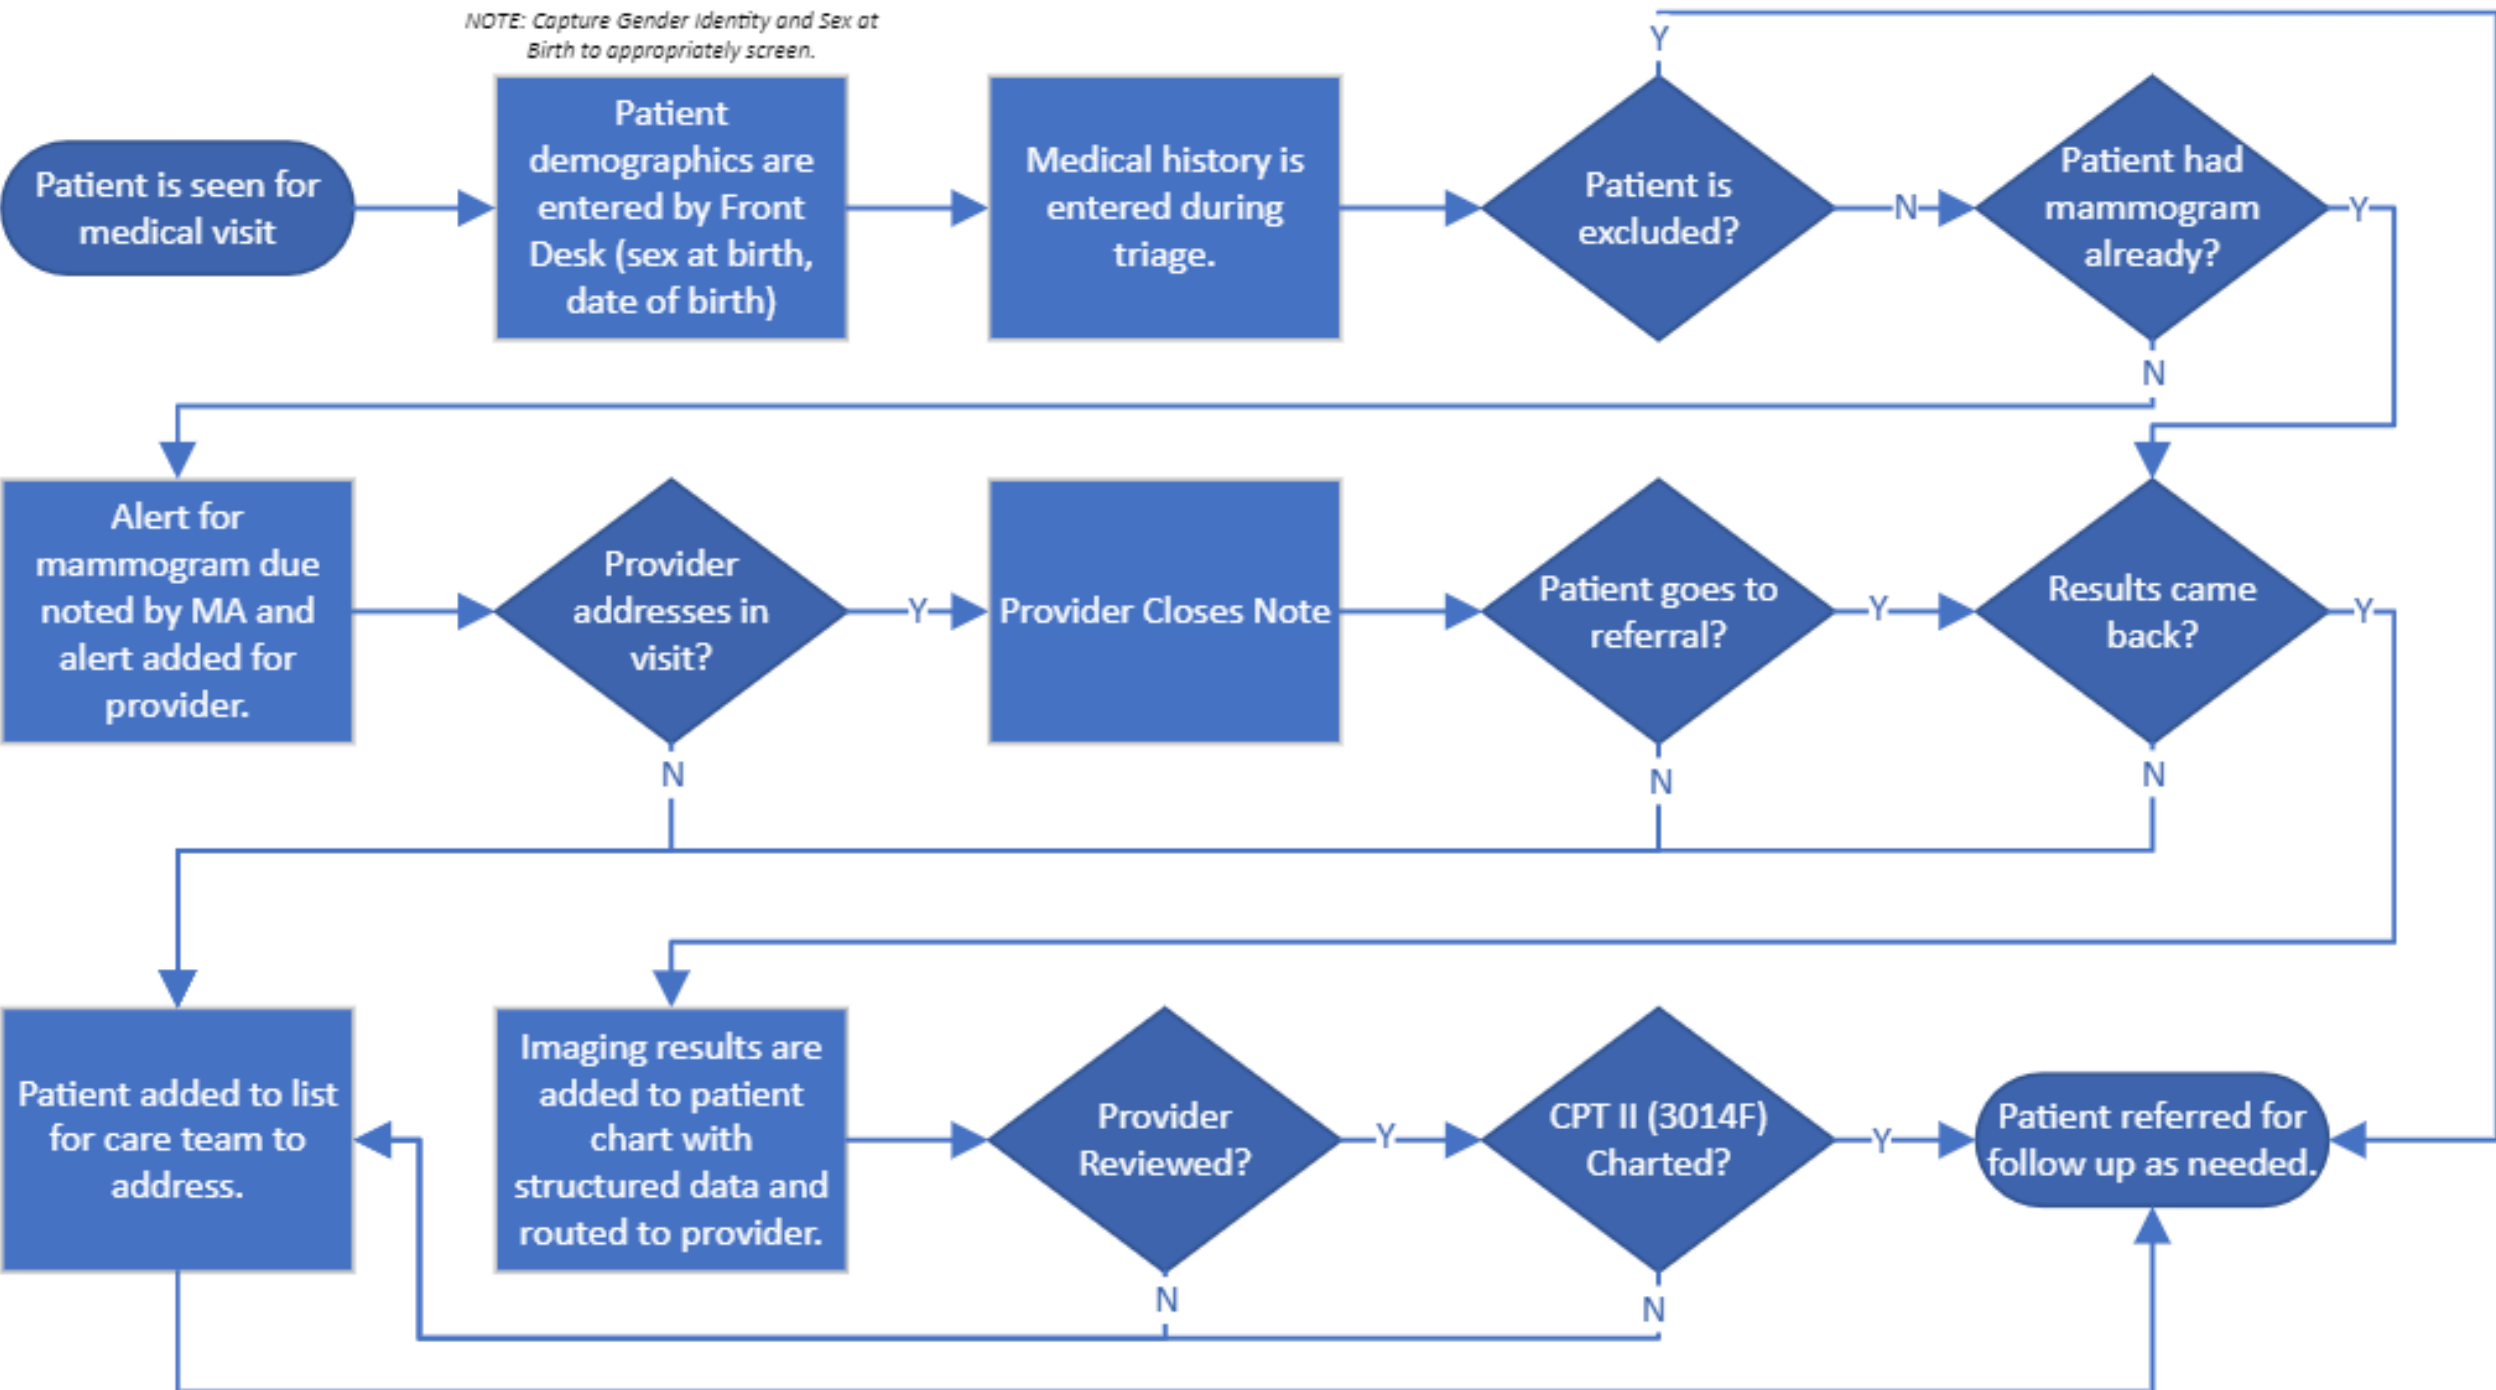 NOTE: Capture Gender Identity and Sex at
Birth to appropriately screen.
Patient is seen for
medical visit
Patient
demographics are
entered by Front
Desk (sex at birth,
date of birth)
Medical history is
entered during
triage.
Y
Patient is
excluded?
N
Patient had
mammogram
already?
Y
N
Alert for
mammogram due
noted by MA and
alert added for
provider.
Provider
addresses in
visit?
Y
N
Provider Closes Note
Patient goes to
referral?
Y
N
Results came
back?
Y
N
Patient added to list
for care team to
address.
Imaging results are
added to patient
chart with
structured data and
routed to provider.
Provider
Reviewed?
Y
N
CPT II (3014F)
Charted?
Y
N
Patient referred for
follow up as needed.